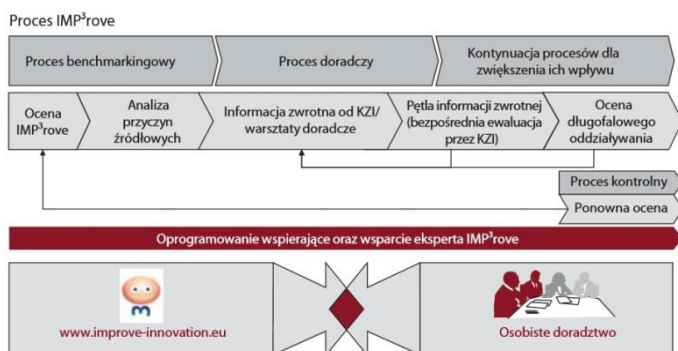 Proces IMP³rove
Proces benchmarkingowy
Proces doradczy
Kontynuacja procesów dla
zwiększenia ich wpływu
Ocena
IMP³rove
Analiza
przyczyn
źródłowych
Informacja zwrotna od KZI/
warsztaty doradcze
Pętla informacji zwrotnej
(bezpośrednia ewaluacja
przez KZI)
Ocena
długofalowego
oddziaływania
Proces kontrolny
Ponowna ocena
Oprogramowanie wspierające oraz wsparcie eksperta IMP³rove
www.improve-innovation.eu
Osobiste doradztwo